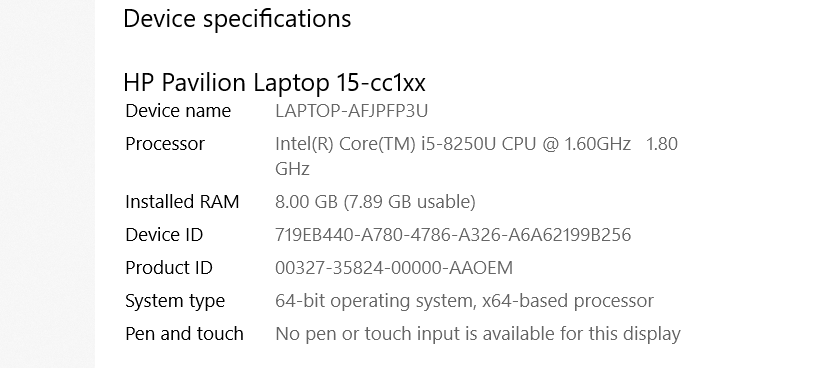 Device specifications
HP Pavilion Laptop 15-cc1xx
Device name LAPTOP-AFJPFP3U
Processor Intel(R) Core(TM) i5-8250U CPU @ 1.60GHz 1.80
GHz
Installed RAM 8.00 GB (7.89 GB usable)
Device ID 719EB440-A780-4786-A326-A6A62199B256
Product ID 00327-35824-00000-AAOEM
System type 64-bit operating system, x64-based processor
Pen and touch No pen or touch input is available for this display